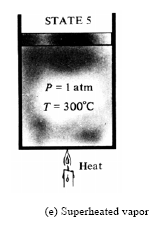 STATE 5
P = 1 atm
T = 300°C
Heat
(e) Superheated vapor